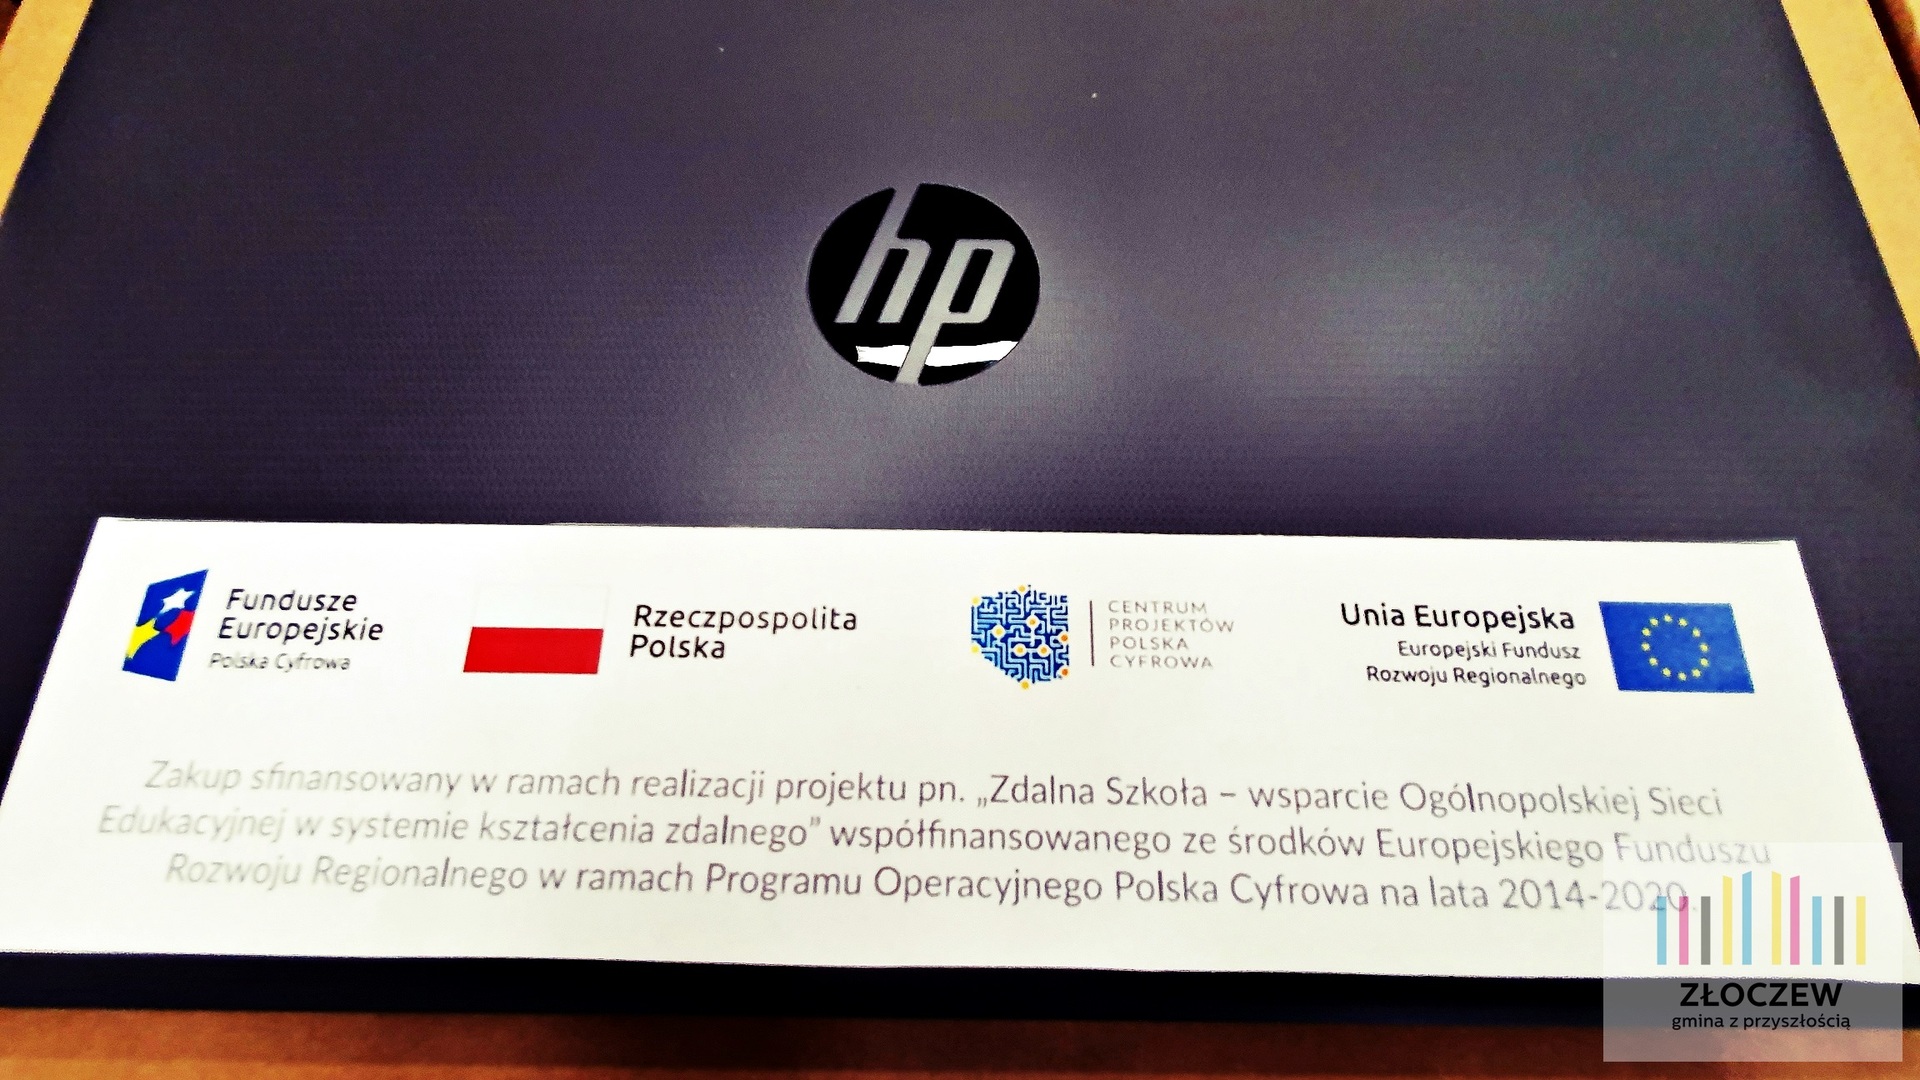 hp
Fundusze
Europejskie
Polska Cyfrowa
Rzeczpospolita
Polska
CENTRUM
PROJEKTÓW
POLSKA
CYFROWA
Unia Europejska
Europejski Fundusz
Rozwoju Regionalnego
Zakup sfinansowany w ramach realizacji projektu pn. „Zdalna Szkoła – wsparcie Ogólnopolskiej Sieci
Edukacyjnej w systemie kształcenia zdalnego” współfinansowanego ze środków Europejskiego Funduszu
Rozwoju Regionalnego w ramach Programu Operacyjnego Polska Cyfrowa na lata 2014-2020.
ZŁOCZEW
gmina z przyszłością